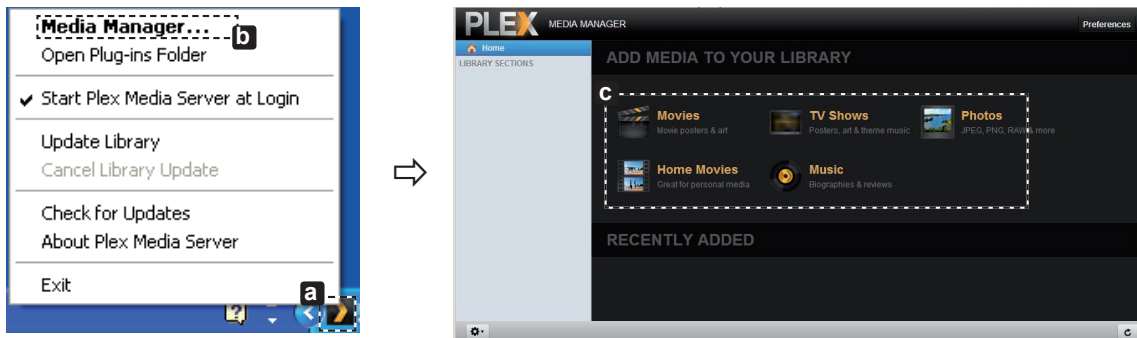 Media Manager...
b
Open Plug-ins Folder
Start Plex Media Server at Login
Update Library
Cancel Library Update
Check for Updates
About Plex Media Server
Exit
a
PLEX MEDIA MANAGER
Preferences
Home
LIBRARY SECTIONS
ADD MEDIA TO YOUR LIBRARY
c
Movies
Movie posters & art
TV Shows
Posters, art & theme music
Photos
JPEG, PNG, RAW & more
Home Movies
Great for personal media
Music
Biographies & reviews
RECENTLY ADDED